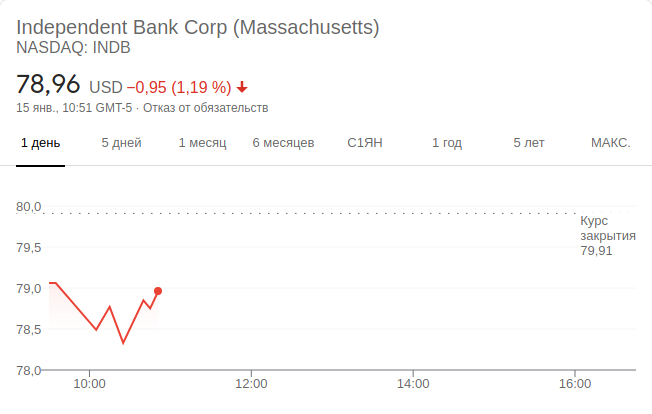 Independent Bank Corp (Massachusetts)
NASDAQ: INDB
78,96 USD −0,95 (1,19 %)
15 янв., 10:51 GMT-5 · Отказ от обязательств
1 день 5 дней 1 месяц 6 месяцев С1ЯН 1 год 5 лет МАКС.
80,0
Курс
закрытия
79,91
79,5
79,0
78,5
78,0
10:00 12:00 14:00 16:00